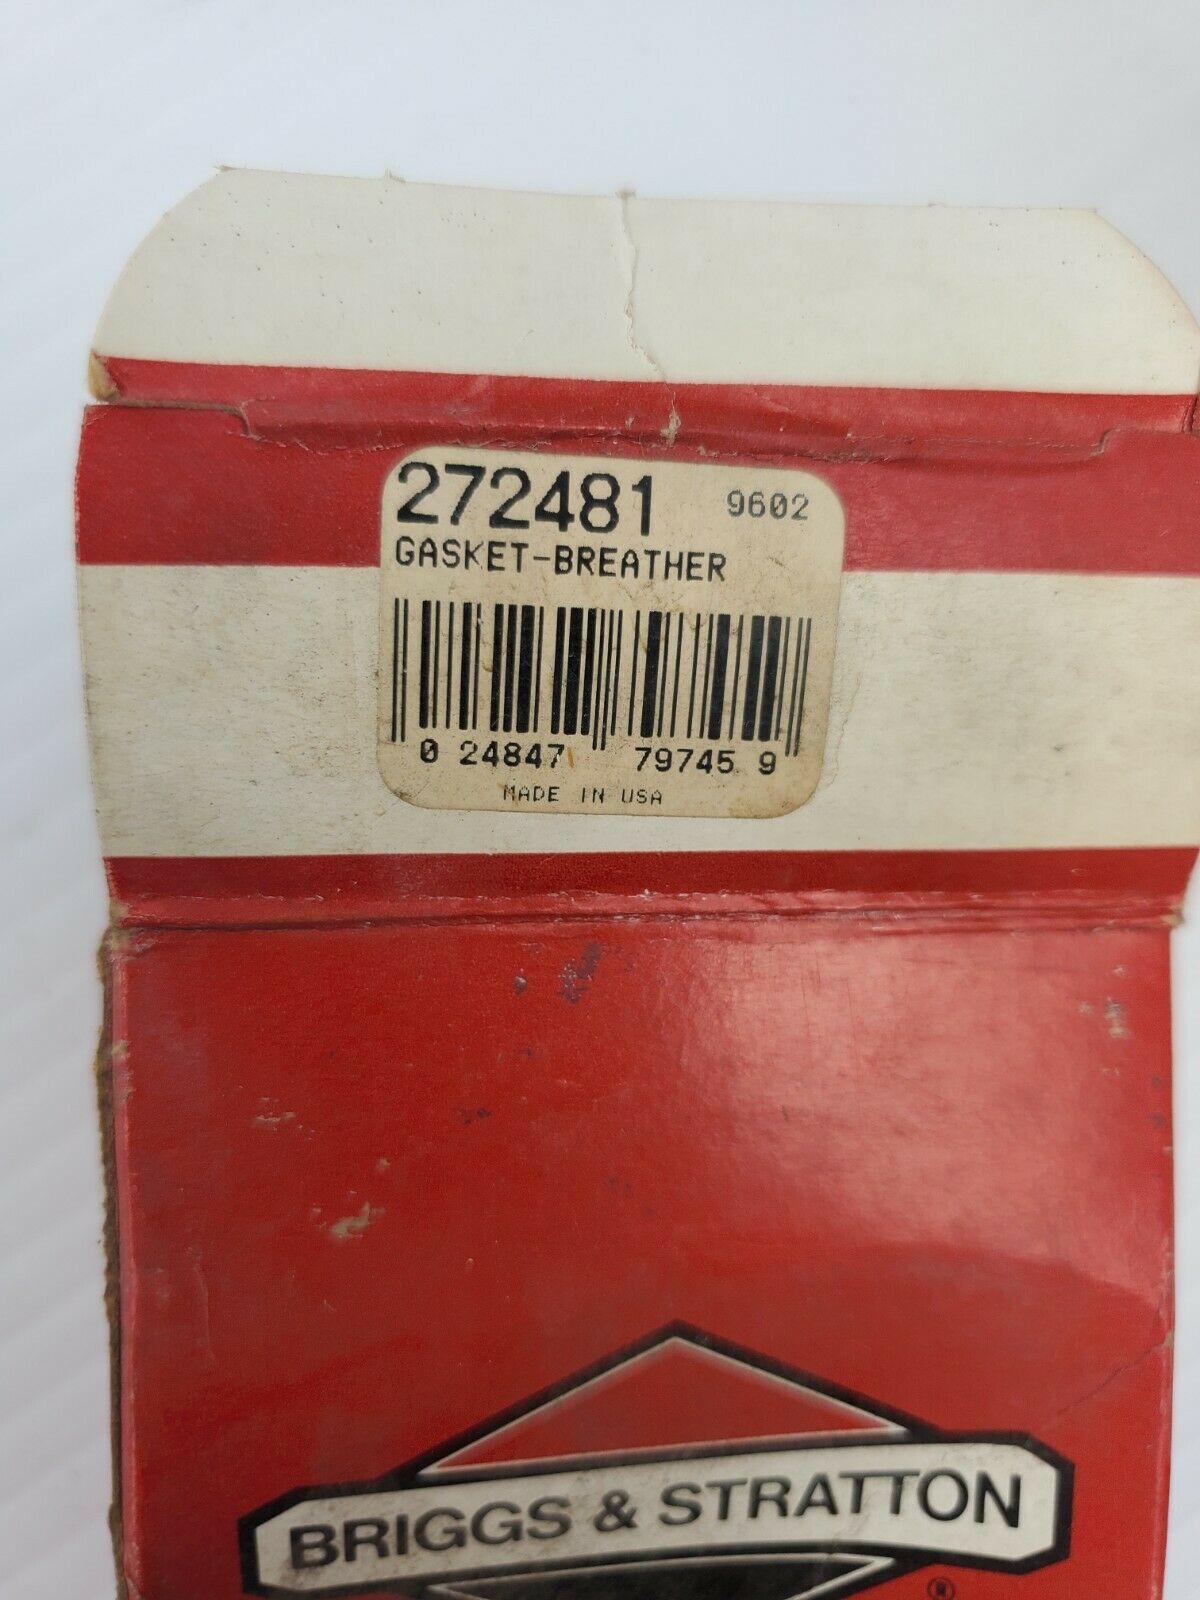 272481 9602
GASKET-BREATHER
0 24847 79745 9
MADE IN USA
BRIGGS & STRATTON
®